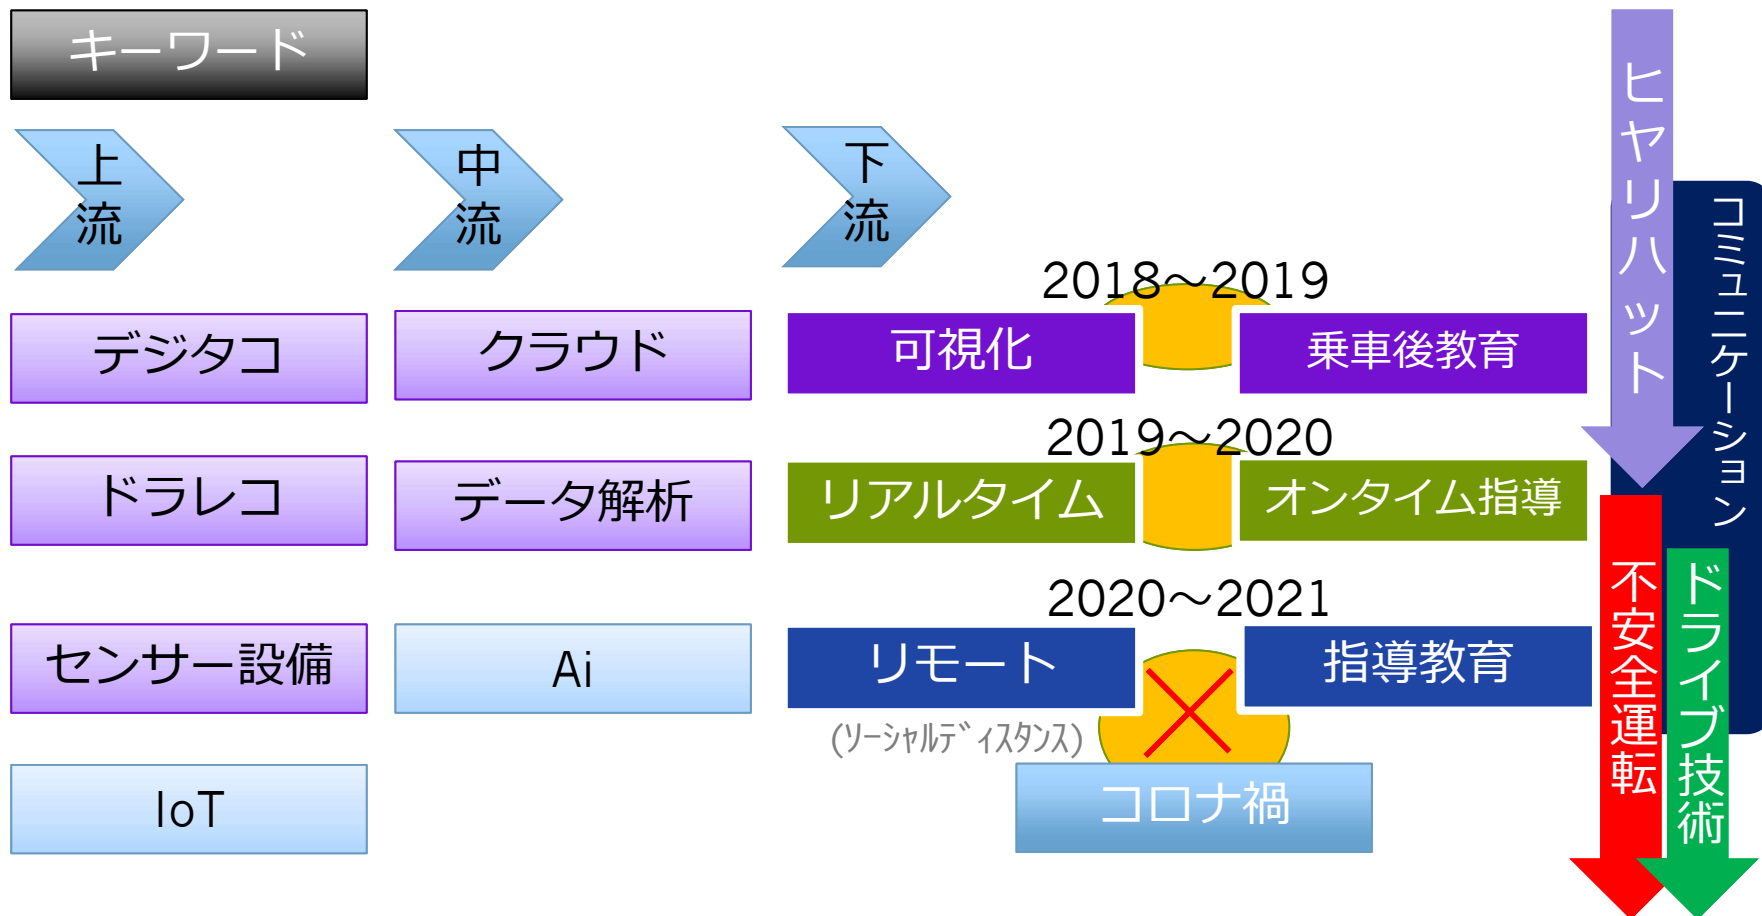 キーワード
上流
中流
下流
デジタコ
ドラレコ
センサー設備
IoT
クラウド
データ解析
Ai
2018～2019
可視化
乗車後教育
2019～2020
リアルタイム
オンタイム指導
2020～2021
リモート
指導教育
(ｿｰｼｬﾙﾃﾞｨｽﾀﾝｽ)
コロナ禍
ヒヤリハット
コミュニケーション
不安全運転
ドライブ技術